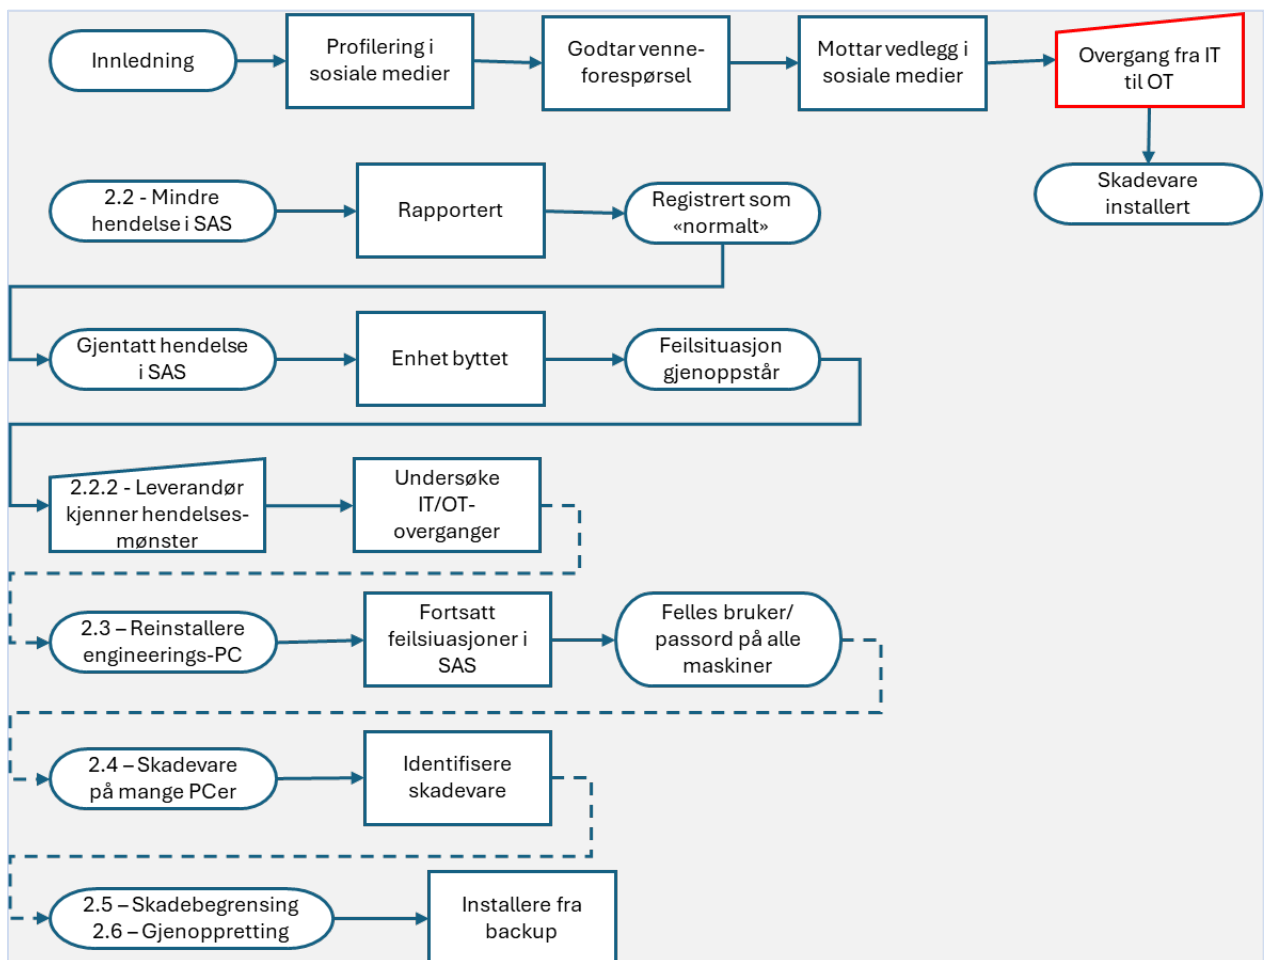 Innledning
Profilering i
sosiale medier
Godtar venne-
forespørsel
Mottar vedlegg i
sosiale medier
Overgang fra IT
til OT
Skadevare
installert
2.2 - Mindre
hendelse i SAS
Rapportert
Registrert som
«normalt»
Gjentatt hendelse
i SAS
Enhet byttet
Feilsituasjon
gjenoppstår
2.2.2 - Leverandør
kjenner hendelses-
mønster
Undersøke
IT/OT-
overganger
2.3 – Reinstallere
engineerings-PC
Fortsatt
feilsiuasjoner i
SAS
Felles bruker/
passord på alle
maskiner
2.4 – Skadevare
på mange PCer
Identifisere
skadevare
2.5 – Skadebegrensing
2.6 – Gjenoppretting
Installere fra
backup